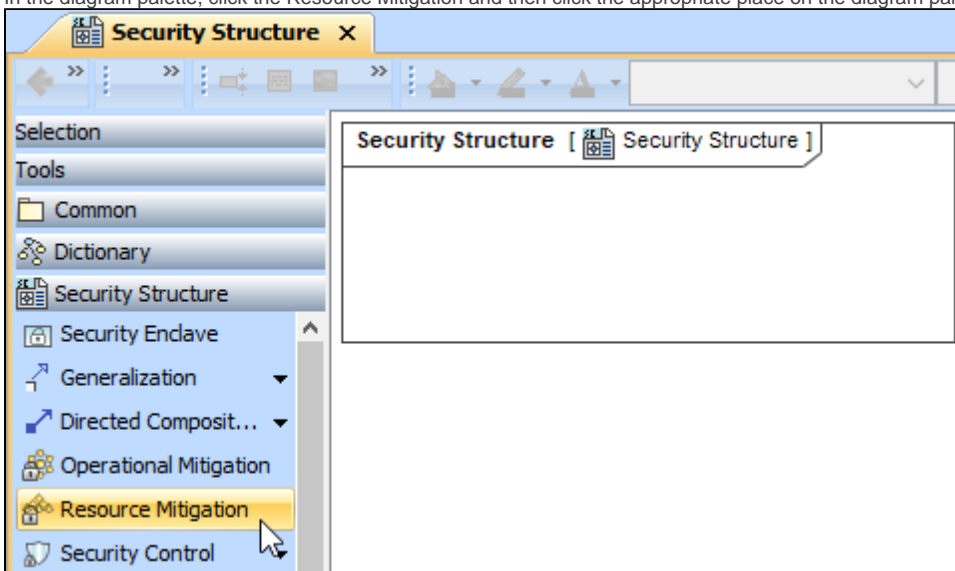 In the diagram palette, click the Resource Mitigation and then click the appropriate place on the diagram
Security Structure X
Selection
Tools
Common
Dictionary
Security Structure
Security Enclave
Generalization
Directed Composit...
Operational Mitigation
Resource Mitigation
Security Control
Security Structure [ Security Structure ]